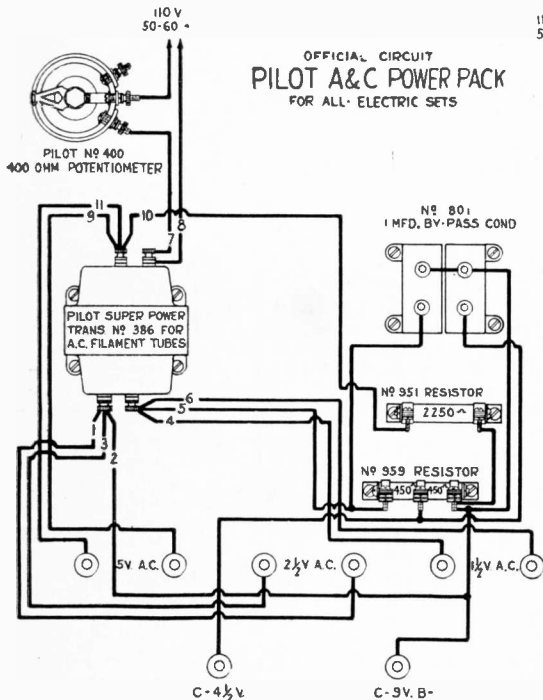 110 V
50-60 ~
OFFICIAL CIRCUIT
PILOT A&C POWER PACK
FOR ALL-ELECTRIC SETS
PILOT Nº 400
400 OHM POTENTIOMETER
11
9
10
7
8
Nº 801
1 MFD. BY-PASS COND
PILOT SUPER POWER
TRANS Nº 386 FOR
A.C. FILAMENT TUBES
Nº 951 RESISTOR
2250 ~
6
5
4
1
3
2
Nº 959 RESISTOR
450~ 450~
5V A.C.
2½V A.C.
1½V A.C.
C-4½V.
C-9V. B-